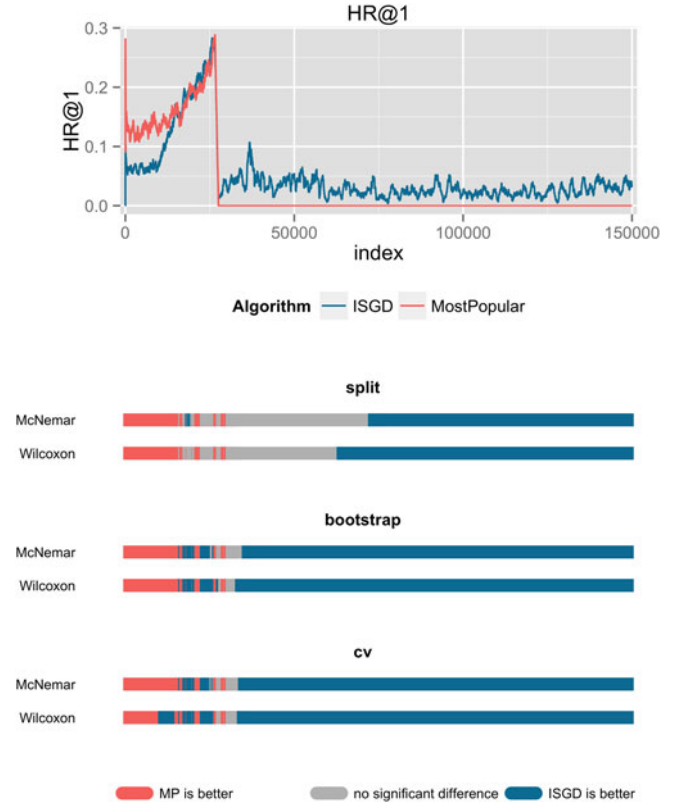 HR@1
0.3
0.2
0.1
0.0
HR@1
0 50000 100000 150000
index
Algorithm ISGD MostPopular
split
McNemar
Wilcoxon
bootstrap
McNemar
Wilcoxon
cv
McNemar
Wilcoxon
MP is better no significant difference ISGD is better